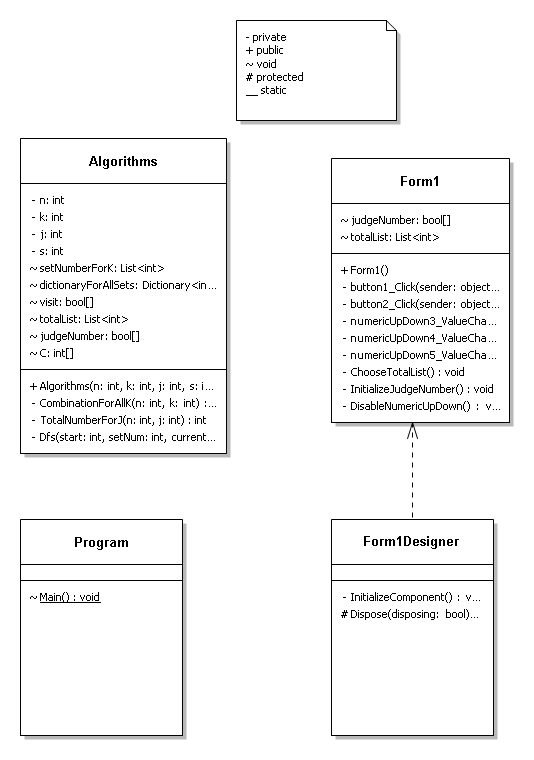 - private
+ public
~ void
# protected
__ static
Algorithms
- n: int
- k: int
- j: int
- s: int
~ setNumberForK: List<int>
~ dictionaryForAllSets: Dictionary<in...
~ visit: bool[]
~ totalList: List<int>
~ judgeNumber: bool[]
~ C: int[]
+ Algorithms(n: int, k: int, j: int, s: i...
- CombinationForAllK(n: int, k: int) :...
- TotalNumberForJ(n: int, j: int) : int
- Dfs(start: int, setNum: int, current...
Form1
~ judgeNumber: bool[]
~ totalList: List<int>
+ Form1()
- button1_Click(sender: object...
- button2_Click(sender: object...
- numericUpDown3_ValueCha...
- numericUpDown4_ValueCha...
- numericUpDown5_ValueCha...
- ChooseTotalList() : void
- InitializeJudgeNumber() : void
- DisableNumericUpDown() : v...
Program
~ Main() : void
Form1Designer
- InitializeComponent() : v...
# Dispose(disposing: bool)...